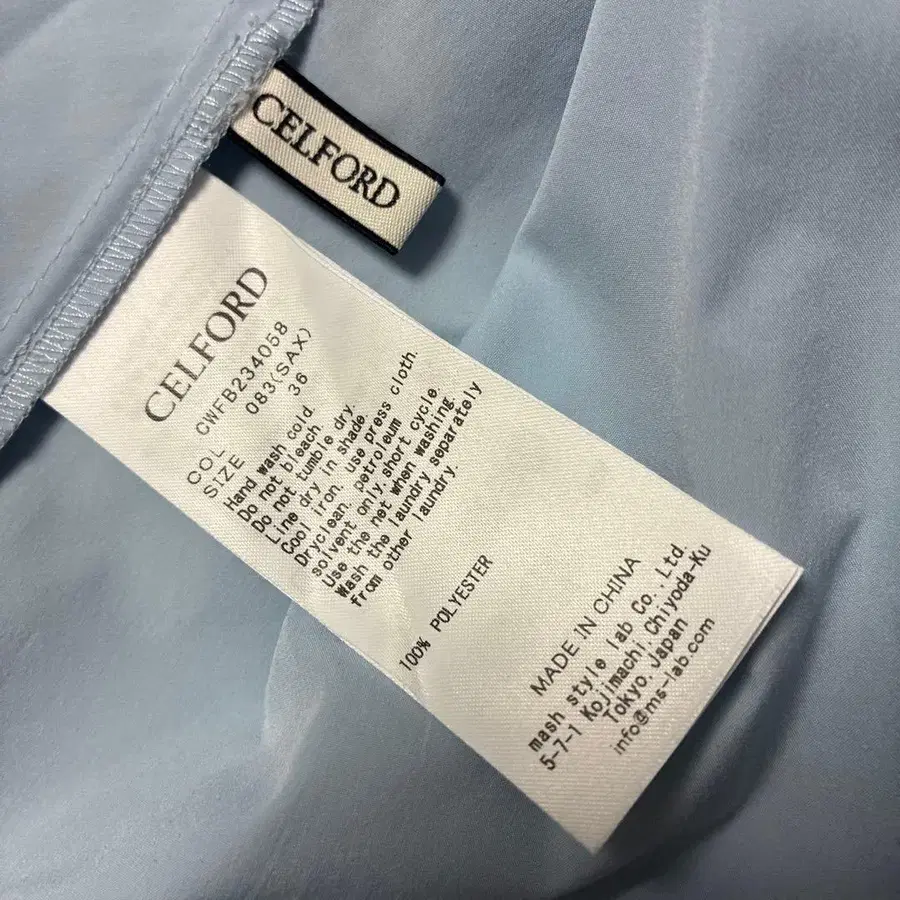 CELFORD
CELFORD
CWFB234058
COL 083(SAX)
SIZE 36
Hand wash cold.
Do not bleach.
Do not tumble dry.
Line dry in shade.
Cool iron, use press cloth.
Dryclean, petroleum
solvent only,short cycle.
Use the net when washing.
Wash the laundry separately
from other laundry.
100% POLYESTER
MADE IN CHINA
mash style lab Co.,Ltd.
5-7-1 Kojimachi,Chiyoda-Ku
Tokyo,Japan
info@ms-lab.com